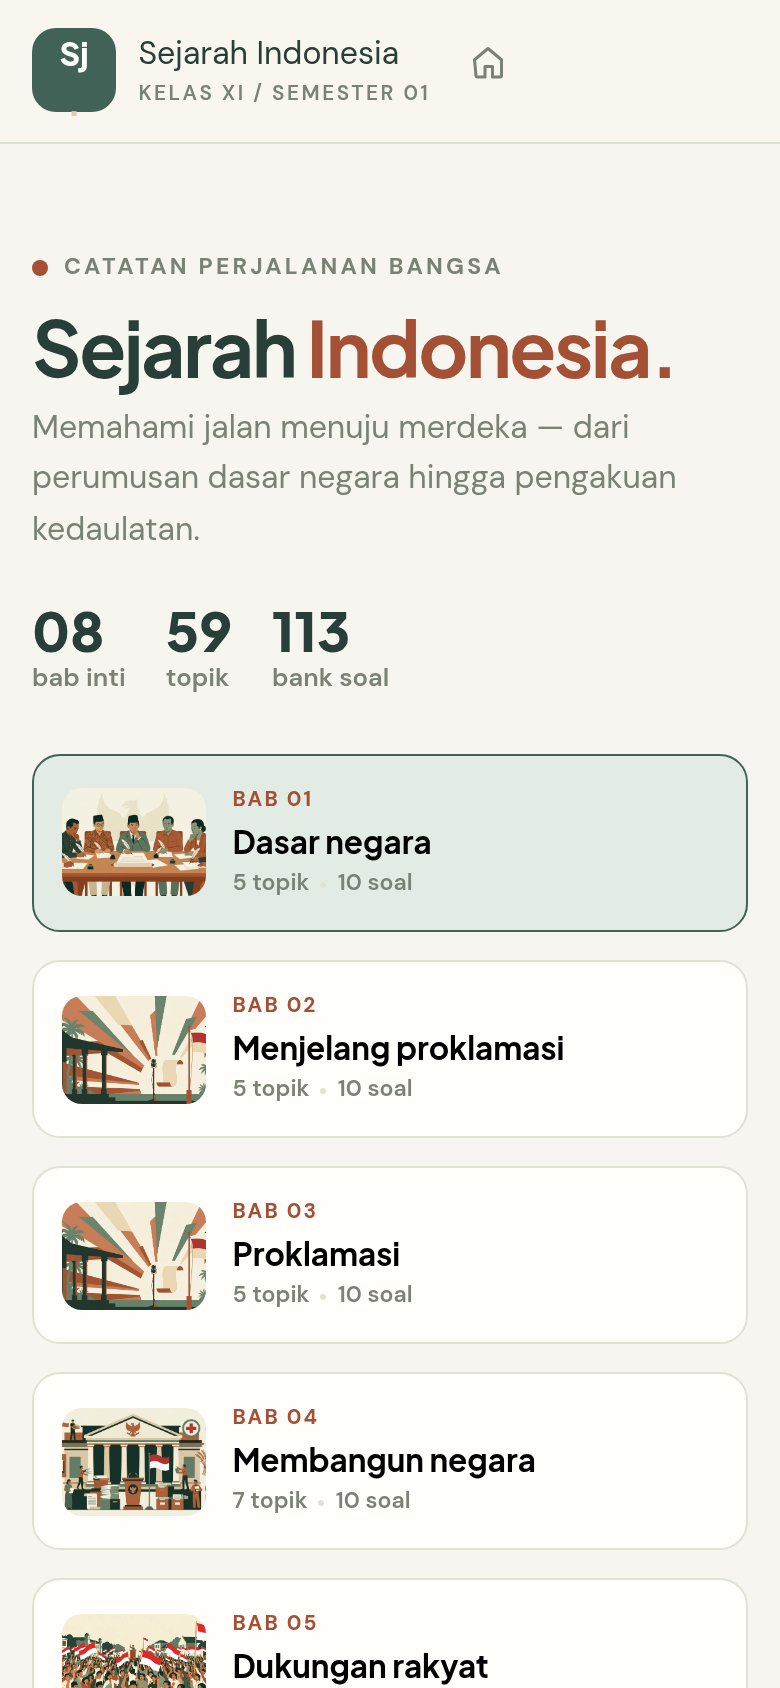 Sj
Sejarah Indonesia
KELAS XI / SEMESTER 01
CATATAN PERJALANAN BANGSA
Sejarah Indonesia.
Memahami jalan menuju merdeka — dari
perumusan dasar negara hingga pengakuan
kedaulatan.
08 59 113
bab inti topik bank soal
BAB 01
Dasar negara
5 topik • 10 soal
BAB 02
Menjelang proklamasi
5 topik • 10 soal
BAB 03
Proklamasi
5 topik • 10 soal
BAB 04
Membangun negara
7 topik • 10 soal
BAB 05
Dukungan rakyat